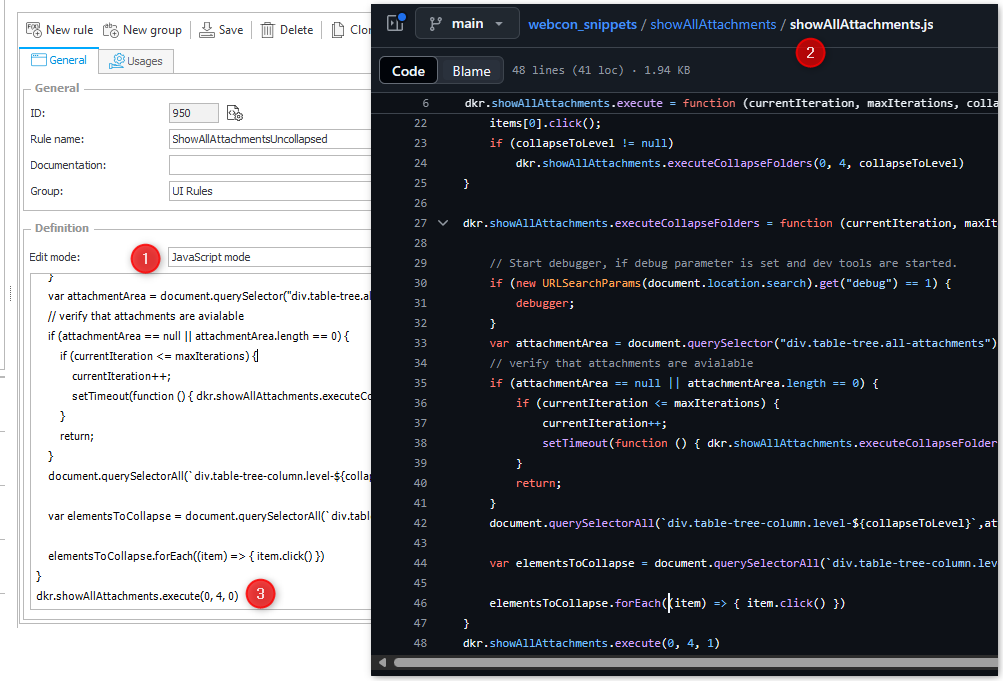 New rule New group Save Delete Clon
General Usages
General
ID: 950
Rule name: ShowAllAttachmentsUncollapsed
Documentation:
Group: UI Rules
Definition
Edit mode: 1 JavaScript mode
}
var attachmentArea = document.querySelector("div.table-tree.al
// verify that attachments are avialable
if (attachmentArea == null || attachmentArea.length == 0) {
if (currentIteration <= maxIterations) {
currentIteration++;
setTimeout(function () { dkr.showAllAttachments.executeCo
}
return;
}
document.querySelectorAll(`div.table-tree-column.level-${collap
var elementsToCollapse = document.querySelectorAll(`div.table
elementsToCollapse.forEach((item) => { item.click() })
}
dkr.showAllAttachments.execute(0, 4, 0) 3
main webcon_snippets / showAllAttachments / showAllAttachments.js
2
Code Blame 48 lines (41 loc) · 1.94 KB
6 dkr.showAllAttachments.execute = function (currentIteration, maxIterations, colla
22 items[0].click();
23 if (collapseToLevel != null)
24 dkr.showAllAttachments.executeCollapseFolders(0, 4, collapseToLevel)
25 }
26
27 dkr.showAllAttachments.executeCollapseFolders = function (currentIteration, maxIt
28
29 // Start debugger, if debug parameter is set and dev tools are started.
30 if (new URLSearchParams(document.location.search).get("debug") == 1) {
31 debugger;
32 }
33 var attachmentArea = document.querySelector("div.table-tree.all-attachments")
34 // verify that attachments are avialable
35 if (attachmentArea == null || attachmentArea.length == 0) {
36 if (currentIteration <= maxIterations) {
37 currentIteration++;
38 setTimeout(function () { dkr.showAllAttachments.executeCollapseFolder
39 }
40 return;
41 }
42 document.querySelectorAll(`div.table-tree-column.level-${collapseToLevel}`,at
43
44 var elementsToCollapse = document.querySelectorAll(`div.table-tree-column.lev
45
46 elementsToCollapse.forEach((item) => { item.click() })
47 }
48 dkr.showAllAttachments.execute(0, 4, 1)